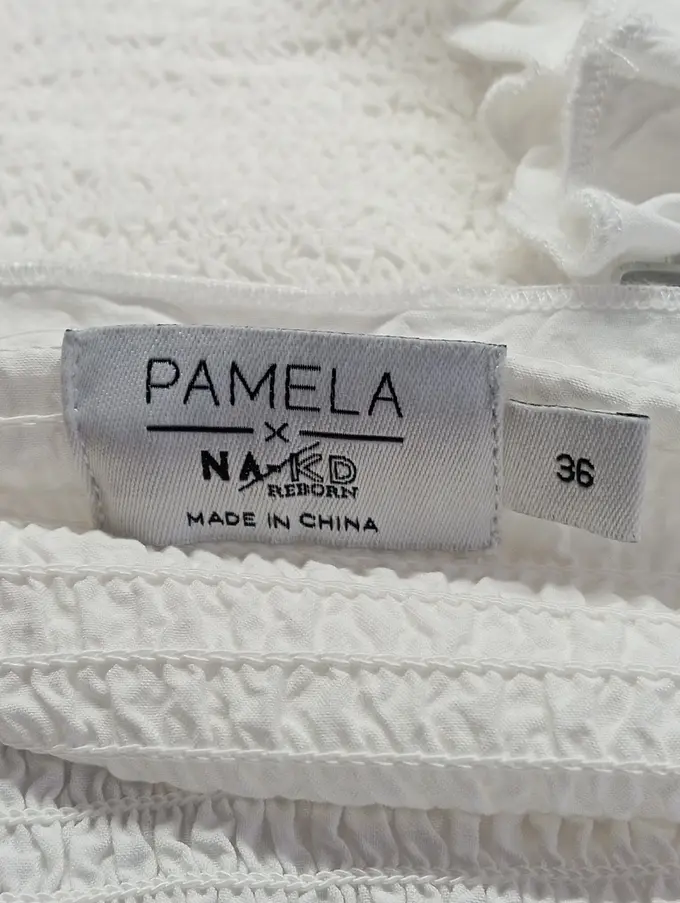 PAMELA
X
NA-KD
REBORN
MADE IN CHINA
36